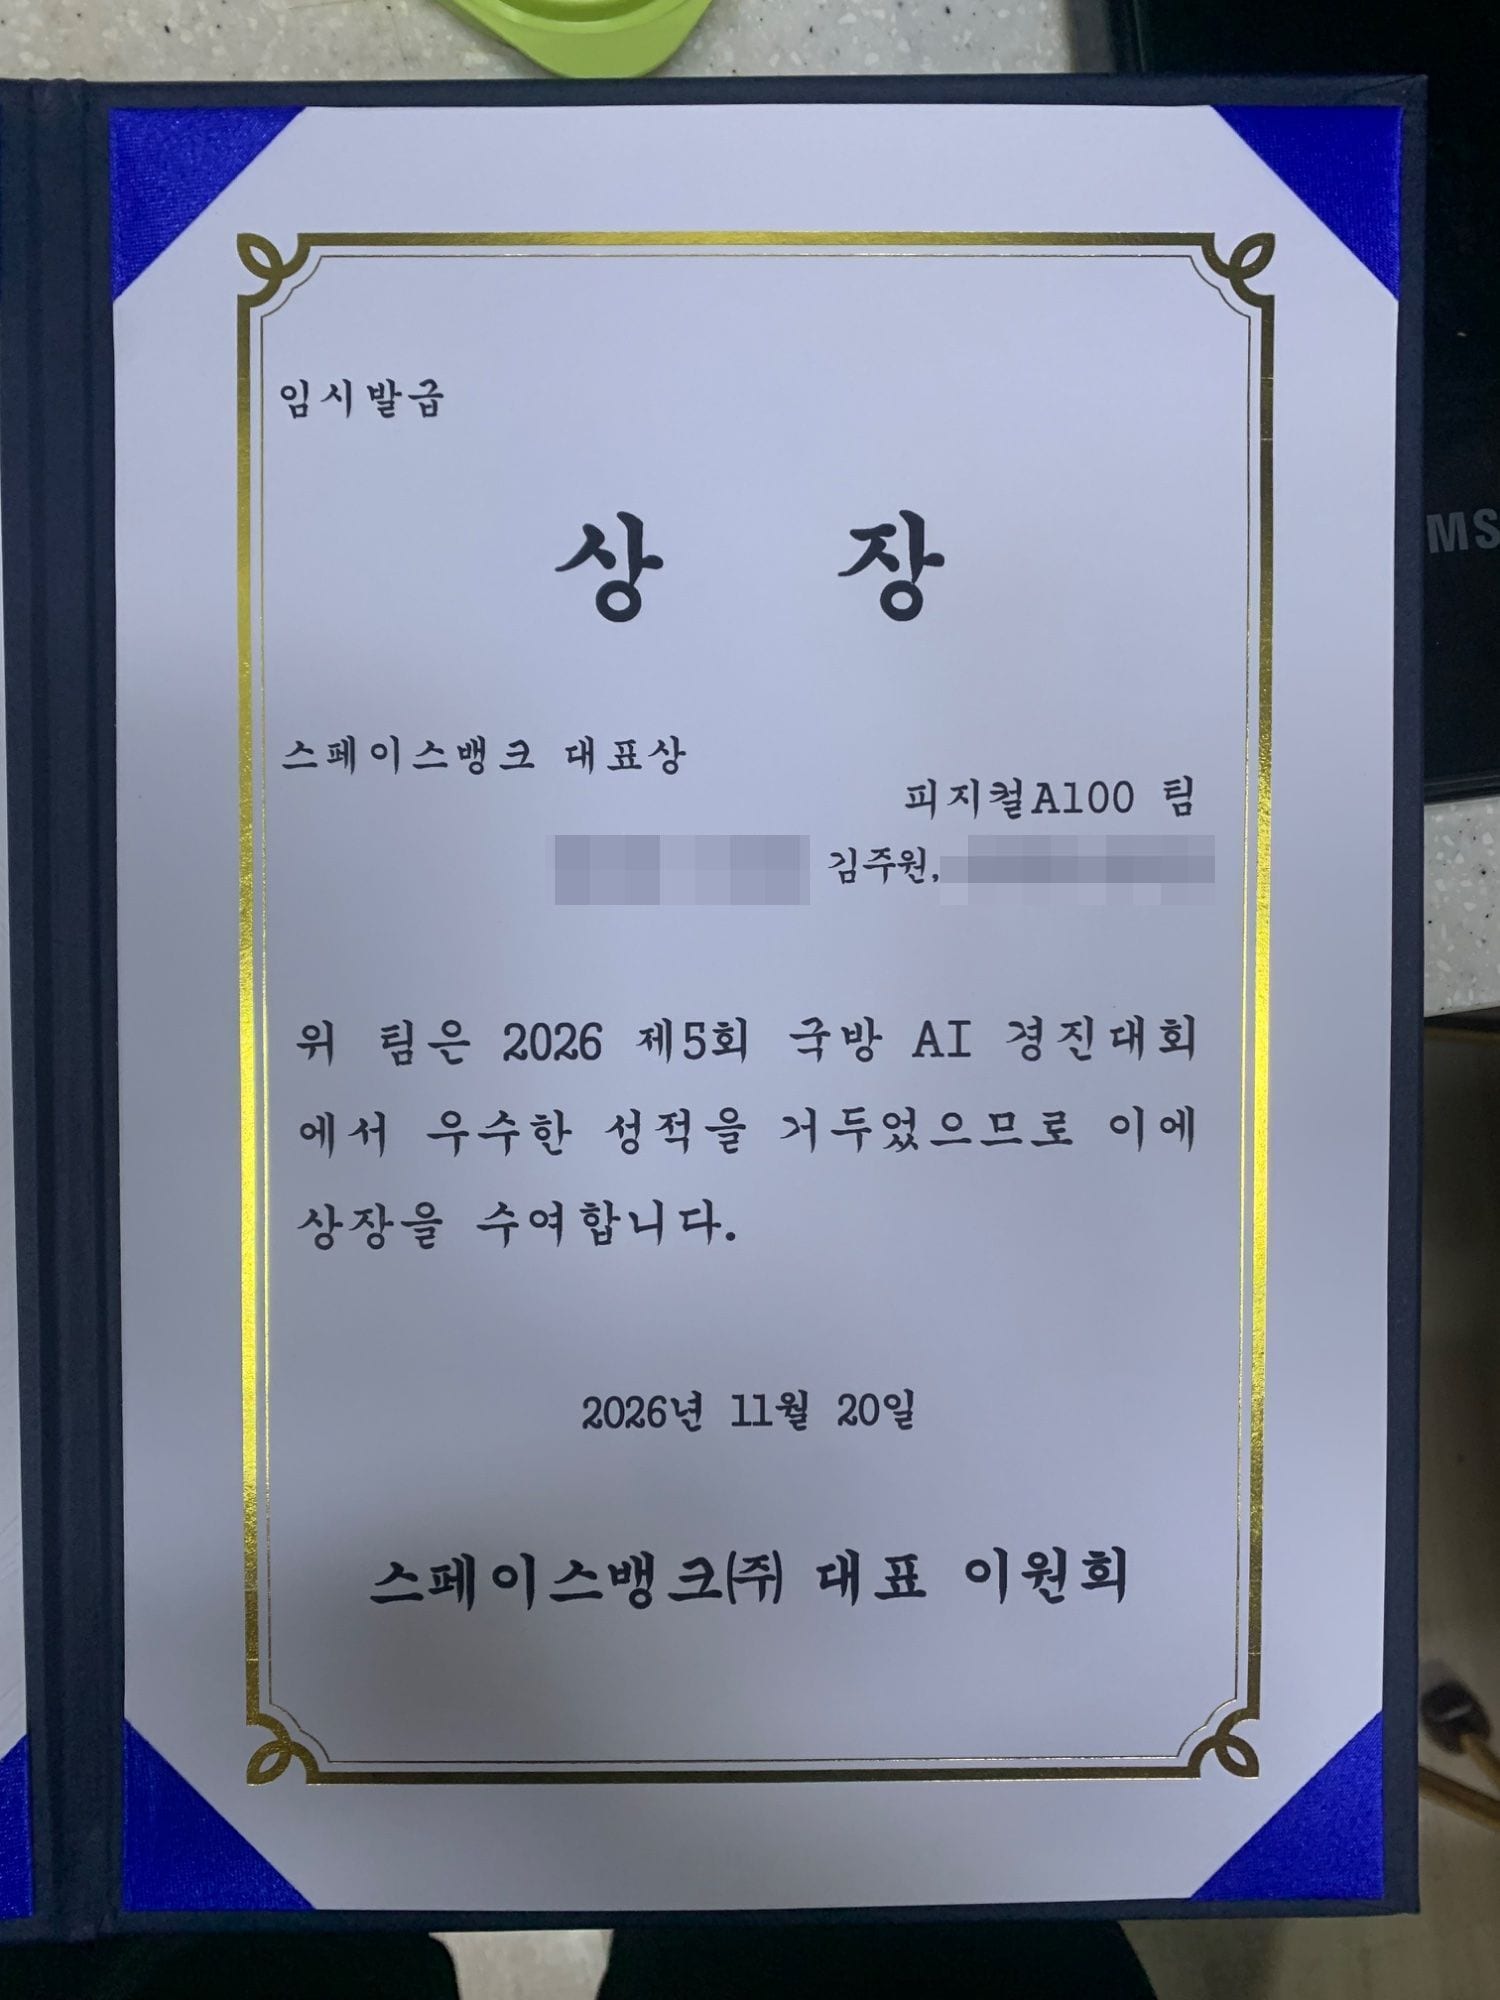 임시발급
상 장
스페이스뱅크 대표상
피지컬A100 팀
김주원,
위 팀은 2026 제5회 국방 AI 경진대회
에서 우수한 성적을 거두었으므로 이에
상장을 수여합니다.
2026년 11월 20일
스페이스뱅크㈜ 대표 이원희
MS